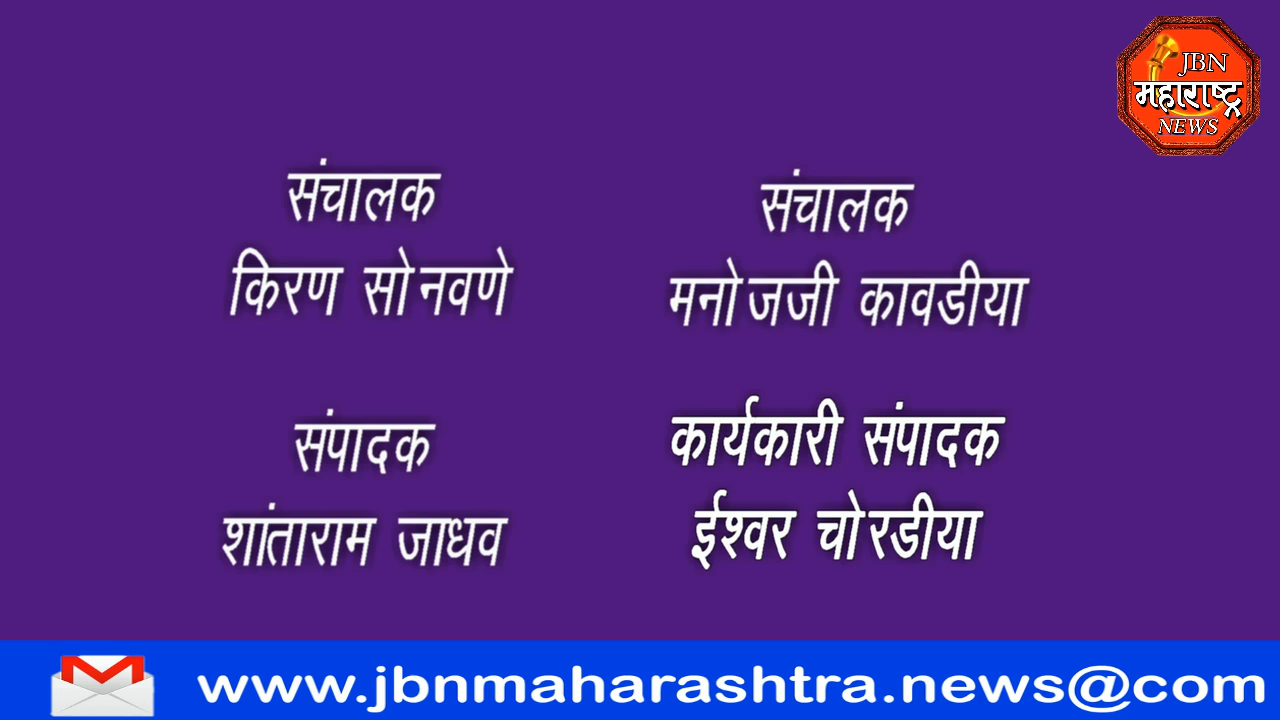 JBN
महाराष्ट्र
NEWS
संचालक
किरण सोनवणे
संचालक
मनोजजी कावडीया
संपादक
शांताराम जाधव
कार्यकारी संपादक
ईश्वर चोरडीया
www.jbnmaharashtra.news@com